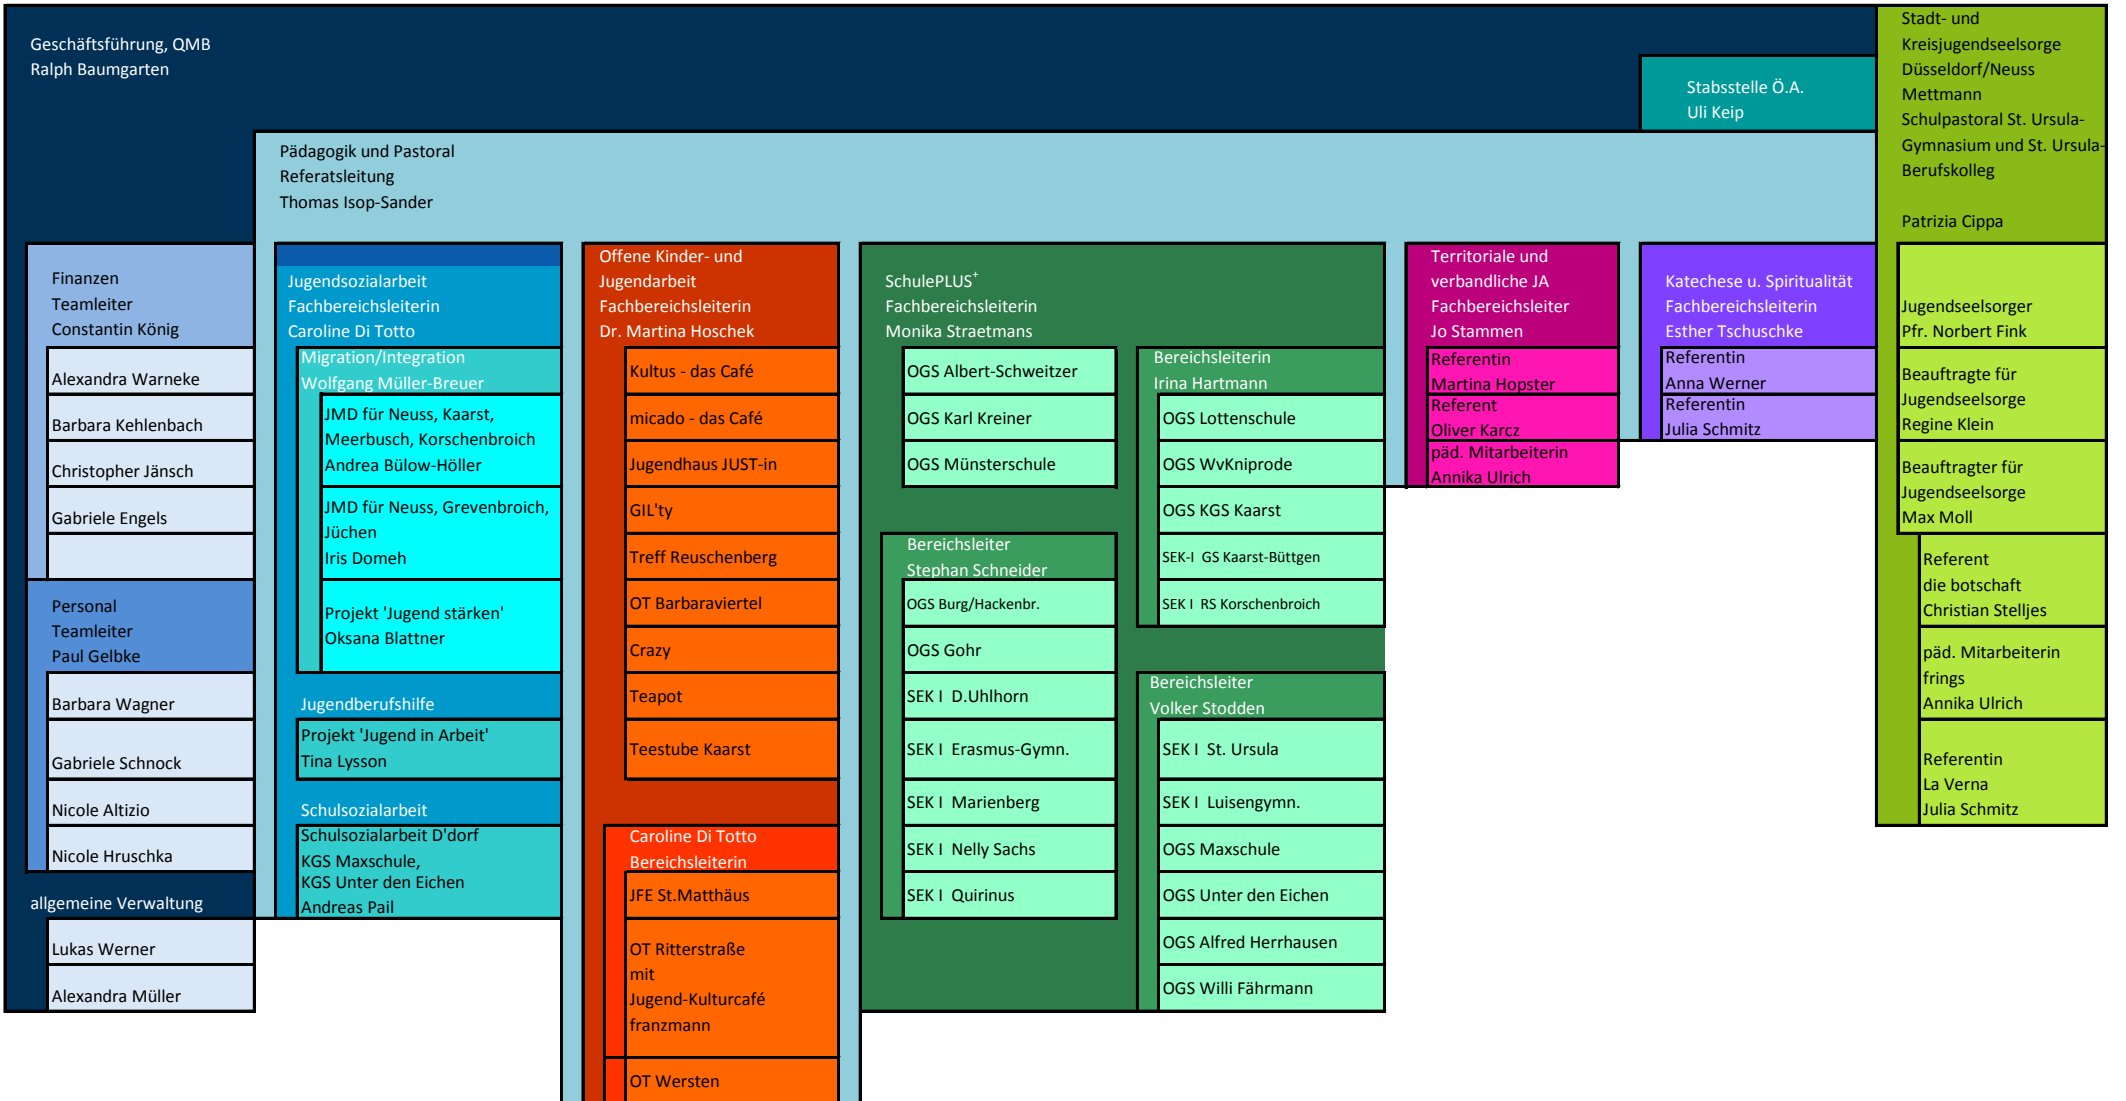 Geschäftsführung, QMB
Ralph Baumgarten
Stabsstelle Ö.A.
Uli Keip
Stadt- und
Kreisjugendseelsorge
Düsseldorf/Neuss
Mettmann
Schulpastoral St. Ursula-
Gymnasium und St. Ursula-
Berufskolleg
Patrizia Cippa
Pädagogik und Pastoral
Referatsleitung
Thomas Isop-Sander
Finanzen
Teamleiter
Constantin König
Alexandra Warneke
Barbara Kehlenbach
Christopher Jänsch
Gabriele Engels
Personal
Teamleiter
Paul Gelbke
Barbara Wagner
Gabriele Schnock
Nicole Altizio
Nicole Hruschka
allgemeine Verwaltung
Lukas Werner
Alexandra Müller
Jugendsozialarbeit
Fachbereichsleiterin
Caroline Di Totto
Migration/Integration
Wolfgang Müller-Breuer
JMD für Neuss, Kaarst,
Meerbusch, Korschenbroich
Andrea Bülow-Höller
JMD für Neuss, Grevenbroich,
Jüchen
Iris Domeh
Projekt 'Jugend stärken'
Oksana Blattner
Jugendberufshilfe
Projekt 'Jugend in Arbeit'
Tina Lysson
Schulsozialarbeit
Schulsozialarbeit D'dorf
KGS Maxschule,
KGS Unter den Eichen
Andreas Pail
Offene Kinder- und
Jugendarbeit
Fachbereichsleiterin
Dr. Martina Hoschek
Kultus - das Café
micado - das Café
Jugendhaus JUST-in
GIL'ty
Treff Reuschenberg
OT Barbaraviertel
Crazy
Teapot
Teestube Kaarst
Caroline Di Totto
Bereichsleiterin
JFE St.Matthäus
OT Ritterstraße
mit
Jugend-Kulturcafé
franzmann
OT Wersten
SchulePLUS⁺
Fachbereichsleiterin
Monika Straetmans
OGS Albert-Schweitzer
OGS Karl Kreiner
OGS Münsterschule
Bereichsleiter
Stephan Schneider
OGS Burg/Hackenbr.
OGS Gohr
SEK I D.Uhlhorn
SEK I Erasmus-Gymn.
SEK I Marienberg
SEK I Nelly Sachs
SEK I Quirinus
Bereichsleiterin
Irina Hartmann
OGS Lottenschule
OGS WvKniprode
OGS KGS Kaarst
SEK-I GS Kaarst-Büttgen
SEK I RS Korschenbroich
Bereichsleiter
Volker Stodden
SEK I St. Ursula
SEK I Luisengymn.
OGS Maxschule
OGS Unter den Eichen
OGS Alfred Herrhausen
OGS Willi Fährmann
Territoriale und
verbandliche JA
Fachbereichsleiter
Jo Stammen
Referentin
Martina Hopster
Referent
Oliver Karcz
päd. Mitarbeiterin
Annika Ulrich
Katechese u. Spiritualität
Fachbereichsleiterin
Esther Tschuschke
Referentin
Anna Werner
Referentin
Julia Schmitz
Jugendseelsorger
Pfr. Norbert Fink
Beauftragte für
Jugendseelsorge
Regine Klein
Beauftragter für
Jugendseelsorge
Max Moll
Referent
die botschaft
Christian Stelljes
päd. Mitarbeiterin
frings
Annika Ulrich
Referentin
La Verna
Julia Schmitz